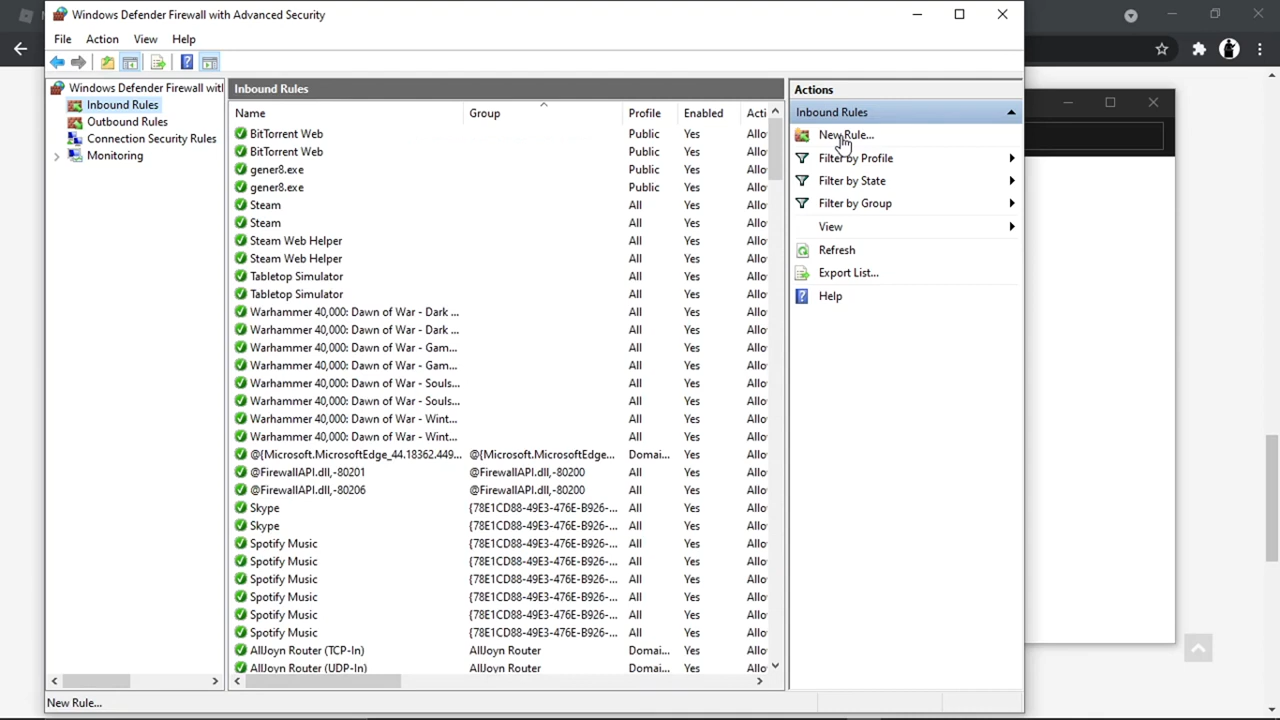 Windows Defender Firewall with Advanced Security
File Action View Help
Windows Defender Firewall witl
Inbound Rules
Outbound Rules
Connection Security Rules
Monitoring
Inbound Rules
Name Group Profile Enabled Acti
BitTorrent Web Public Yes Allo
BitTorrent Web Public Yes Allo
gener8.exe Public Yes Allo
gener8.exe Public Yes Allo
Steam All Yes Allo
Steam All Yes Allo
Steam Web Helper All Yes Allo
Steam Web Helper All Yes Allo
Tabletop Simulator All Yes Allo
Tabletop Simulator All Yes Allo
Warhammer 40,000: Dawn of War - Dark ... All Yes Allo
Warhammer 40,000: Dawn of War - Dark ... All Yes Allo
Warhammer 40,000: Dawn of War - Gam... All Yes Allo
Warhammer 40,000: Dawn of War - Gam... All Yes Allo
Warhammer 40,000: Dawn of War - Souls... All Yes Allo
Warhammer 40,000: Dawn of War - Souls... All Yes Allo
Warhammer 40,000: Dawn of War - Wint... All Yes Allo
Warhammer 40,000: Dawn of War - Wint... All Yes Allo
@{Microsoft.MicrosoftEdge_44.18362.449... @{Microsoft.MicrosoftEdge... Domai... Yes Allo
@FirewallAPI.dll,-80201 @FirewallAPI.dll,-80200 All Yes Allo
@FirewallAPI.dll,-80206 @FirewallAPI.dll,-80200 All Yes Allo
Skype {78E1CD88-49E3-476E-B926-... All Yes Allo
Skype {78E1CD88-49E3-476E-B926-... All Yes Allo
Spotify Music {78E1CD88-49E3-476E-B926-... All Yes Allo
Spotify Music {78E1CD88-49E3-476E-B926-... All Yes Allo
Spotify Music {78E1CD88-49E3-476E-B926-... All Yes Allo
Spotify Music {78E1CD88-49E3-476E-B926-... All Yes Allo
Spotify Music {78E1CD88-49E3-476E-B926-... All Yes Allo
Spotify Music {78E1CD88-49E3-476E-B926-... All Yes Allo
AllJoyn Router (TCP-In) AllJoyn Router Domai... Yes Allo
AllJoyn Router (UDP-In) AllJoyn Router Domai... Yes Allo
Actions
Inbound Rules
New Rule...
Filter by Profile
Filter by State
Filter by Group
View
Refresh
Export List...
Help
New Rule...